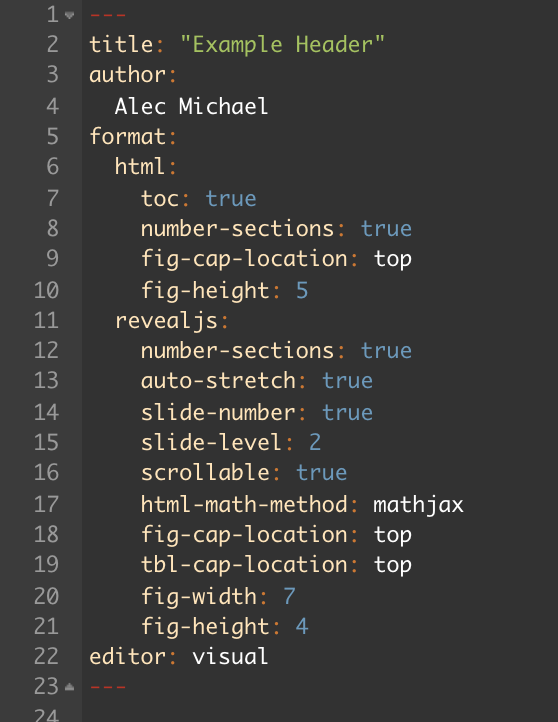 1 ---
2 title: "Example Header"
3 author:
4   Alec Michael
5 format:
6   html:
7     toc: true
8     number-sections: true
9     fig-cap-location: top
10     fig-height: 5
11   revealjs:
12     number-sections: true
13     auto-stretch: true
14     slide-number: true
15     slide-level: 2
16     scrollable: true
17     html-math-method: mathjax
18     fig-cap-location: top
19     tbl-cap-location: top
20     fig-width: 7
21     fig-height: 4
22 editor: visual
23 ---
24